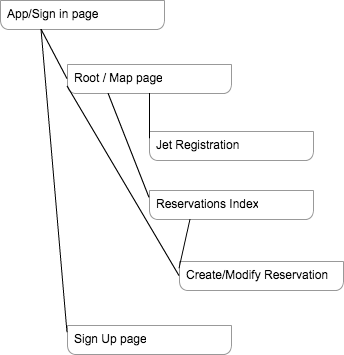 App/Sign in page
Root / Map page
Jet Registration
Reservations Index
Create/Modify Reservation
Sign Up page